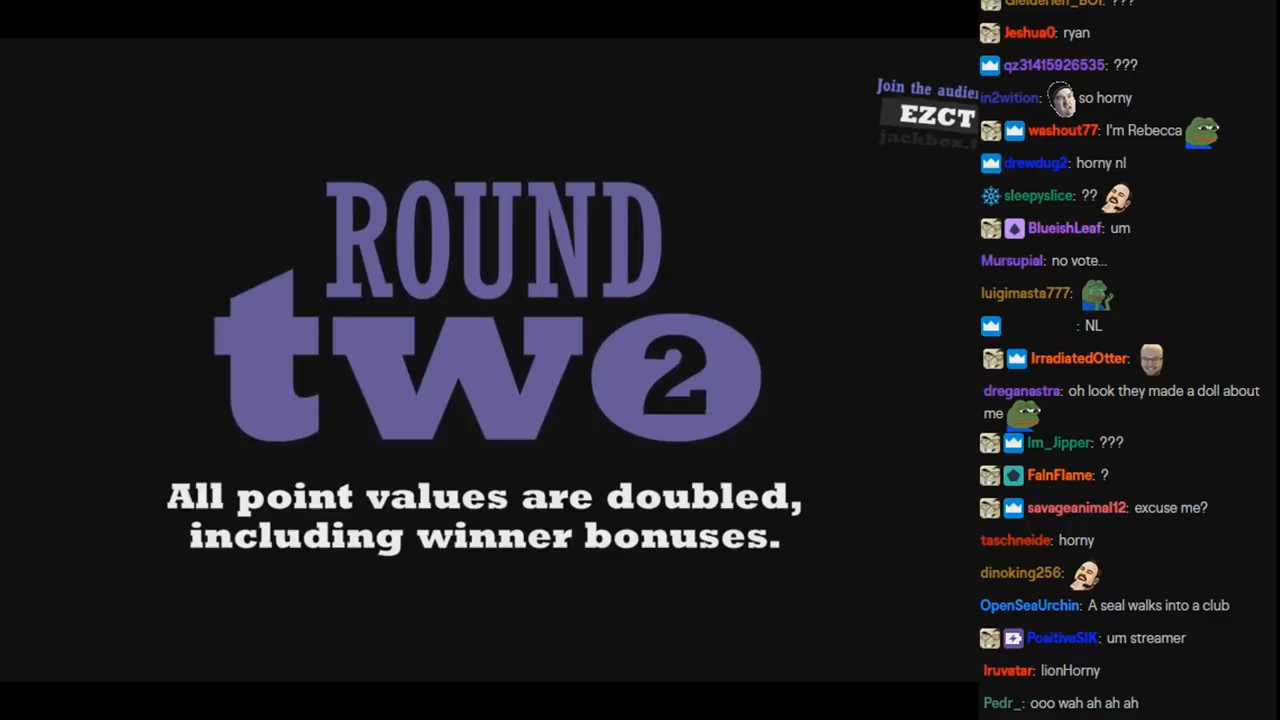 Join the audien
EZCT
jackbox.t
ROUND
two
2
All point values are doubled,
including winner bonuses.
Jeshua0: ryan
qz31415926535: ???
in2wition: so horny
washout77: I'm Rebecca
drewdug2: horny nl
sleepyslice: ??
BlueishLeaf: um
Mursupial: no vote...
luigimasta777:
: NL
IrradiatedOtter:
dreganastra: oh look they made a doll about
me
Im_Jipper: ???
FalnFlame: ?
savageanimal12: excuse me?
taschneide: horny
dinoking256:
OpenSeaUrchin: A seal walks into a club
PositiveSIK: um streamer
Iruvatar: lionHorny
Pedr_: ooo wah ah ah ah